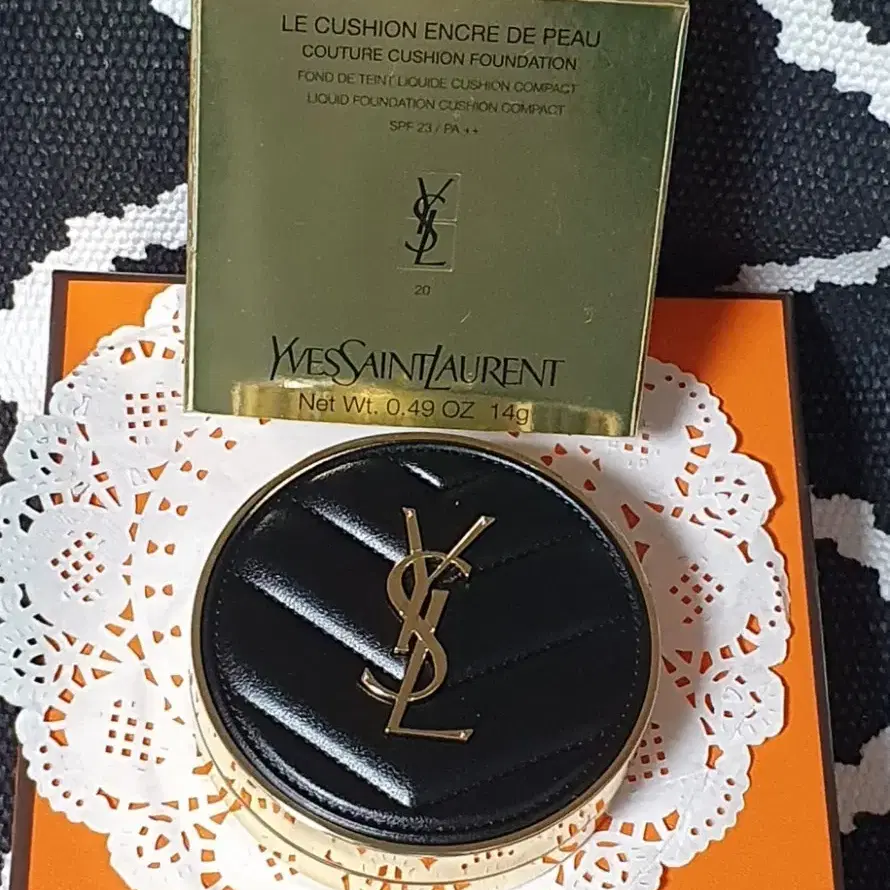 LE CUSHION ENCRE DE PEAU
COUTURE CUSHION FOUNDATION
FOND DE TEINT LIQUIDE CUSHION COMPACT
LIQUID FOUNDATION CUSHION COMPACT
SPF 23 / PA ++
YSL
20
YVESSAINTLAURENT
Net Wt. 0.49 OZ 14g
YSL